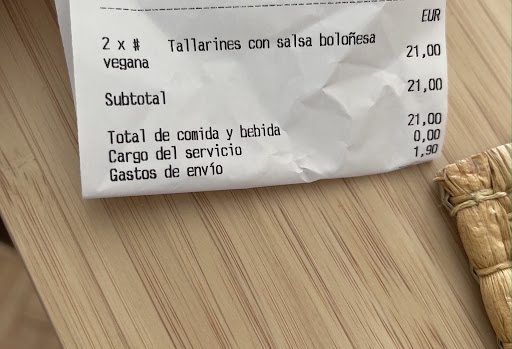 EUR
2 x # Tallarines con salsa boloñesa 21,00
vegana
Subtotal 21,00
Total de comida y bebida 21,00
Cargo del servicio 0,00
Gastos de envío 1,90